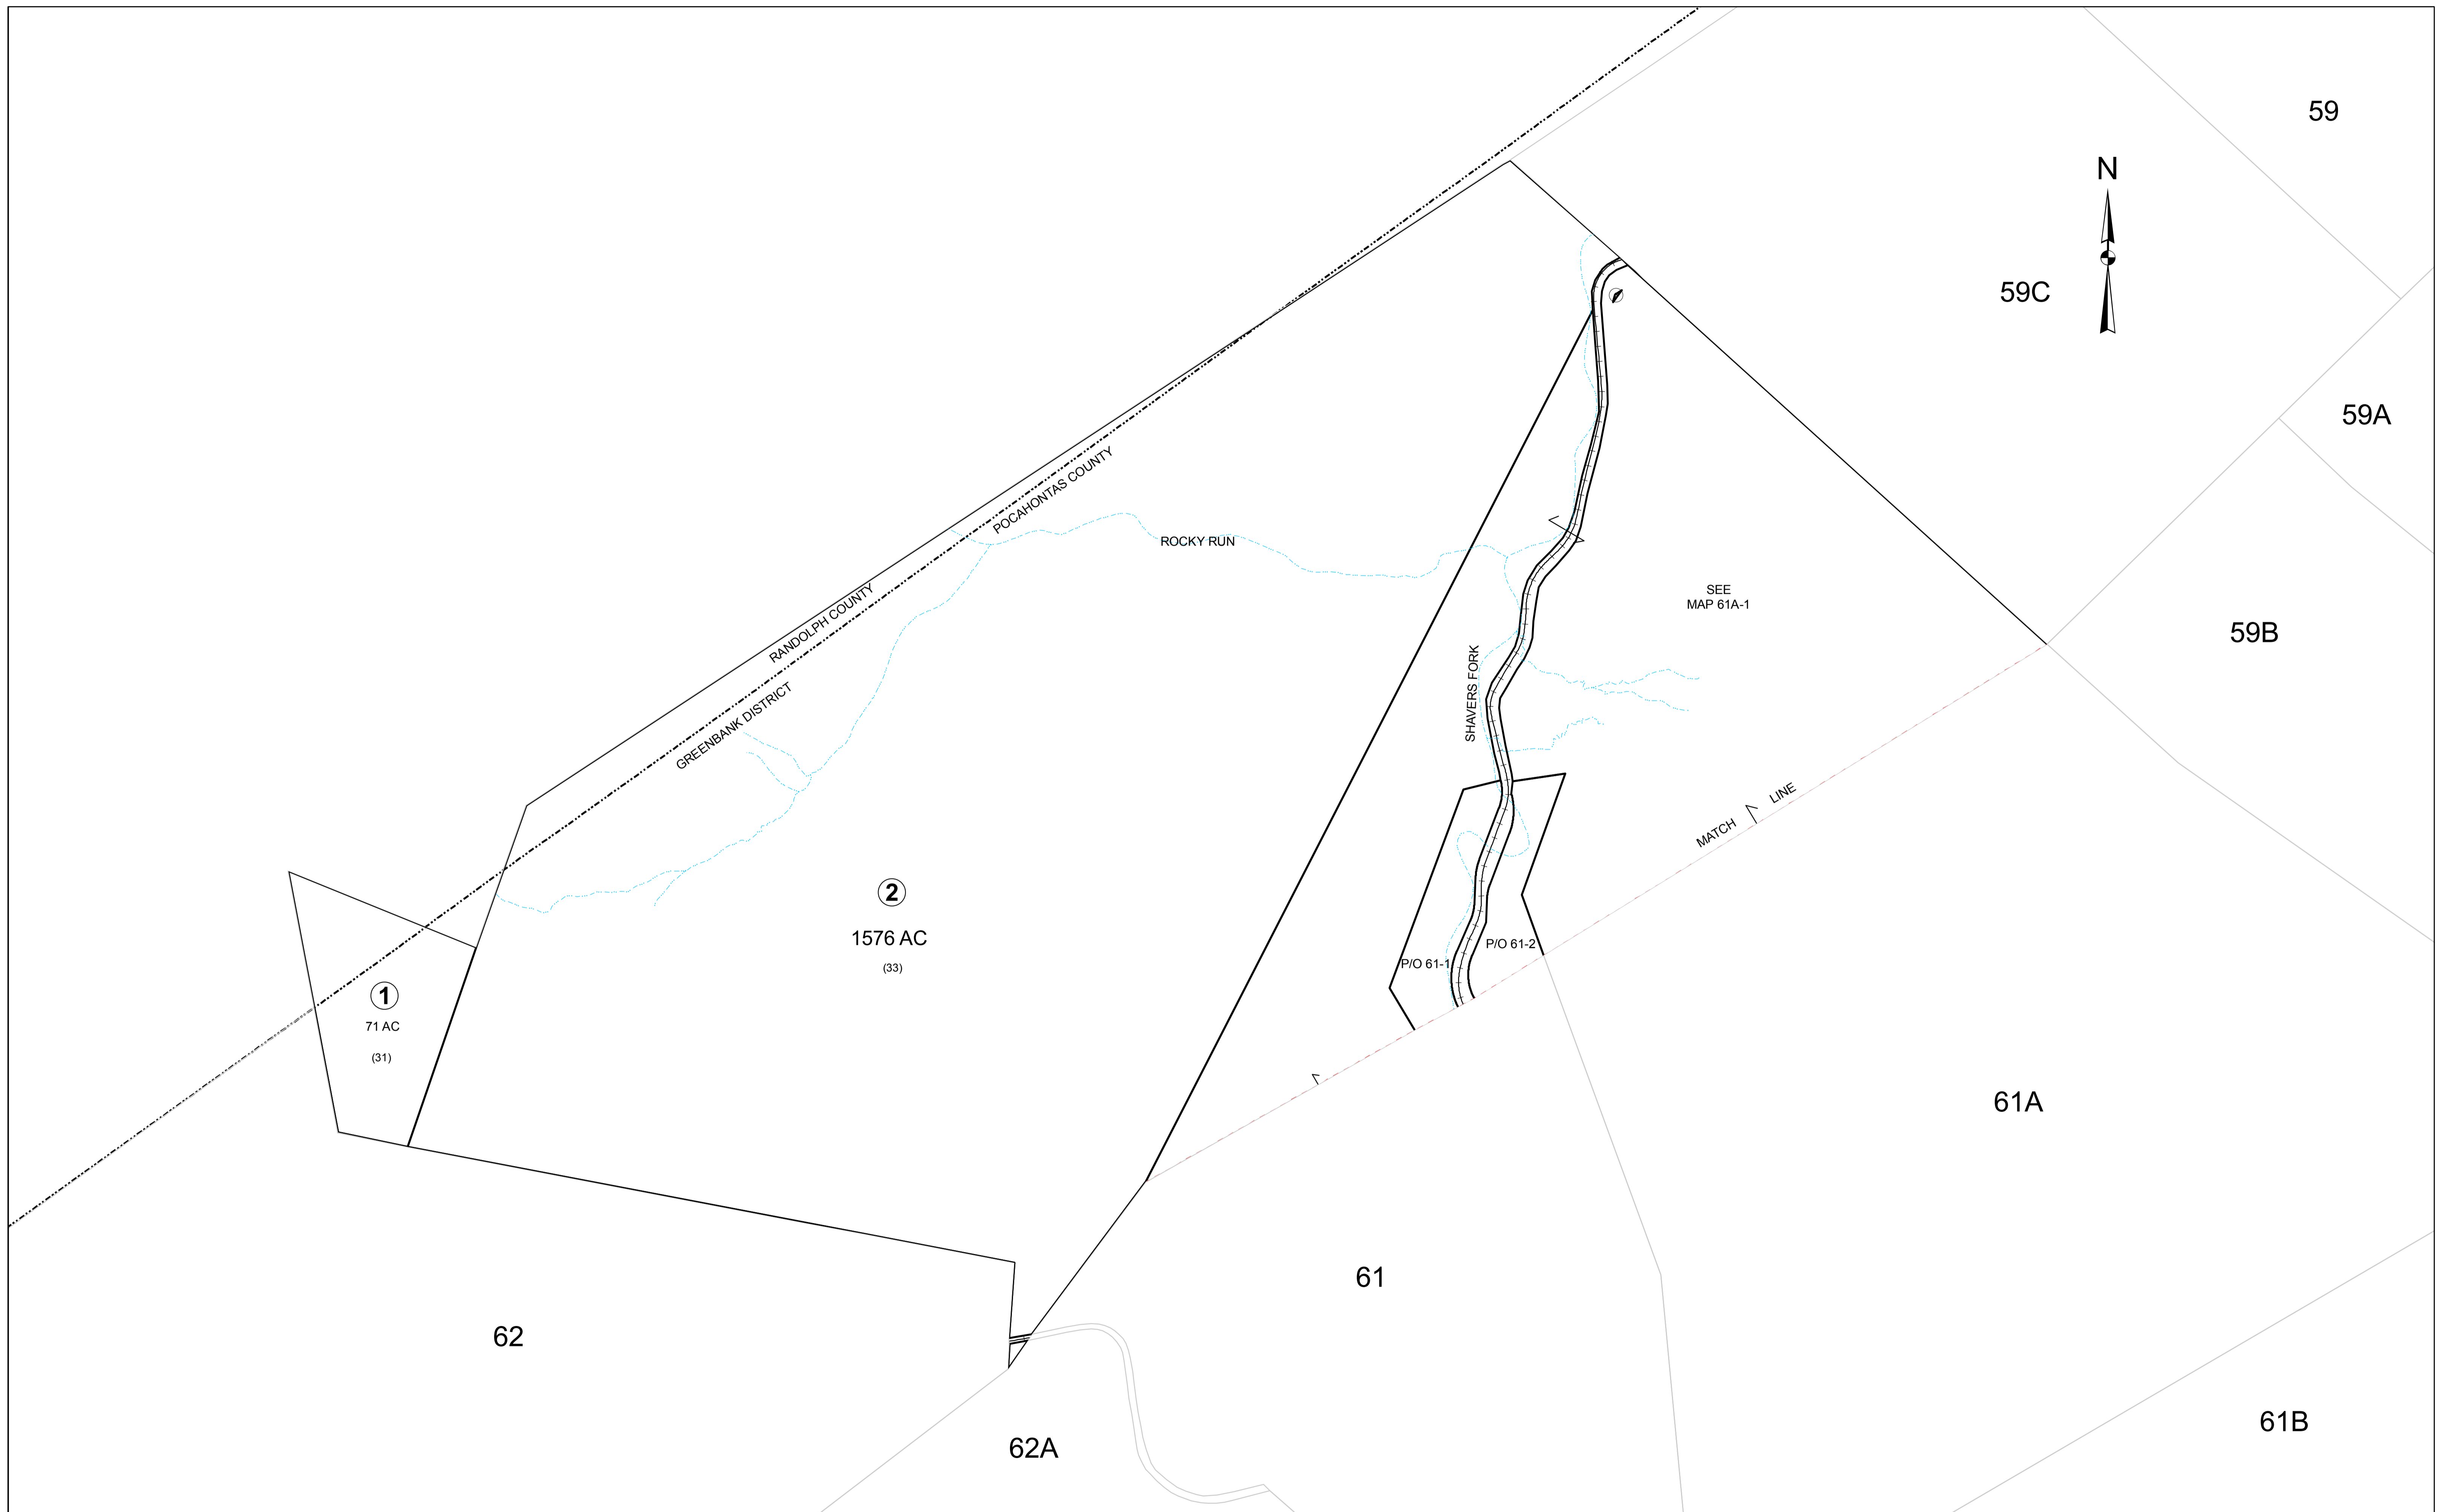 59
N
59C
59A
POCAHONTAS COUNTY
ROCKY RUN
RANDOLPH COUNTY
SEE
MAP 61A-1
59B
SHAVERS FORK
GREENBANK DISTRICT
MATCH LINE
2
1576 AC
(33)
P/O 61-2
P/O 61-1
1
71 AC
(31)
61A
61
62
61B
62A